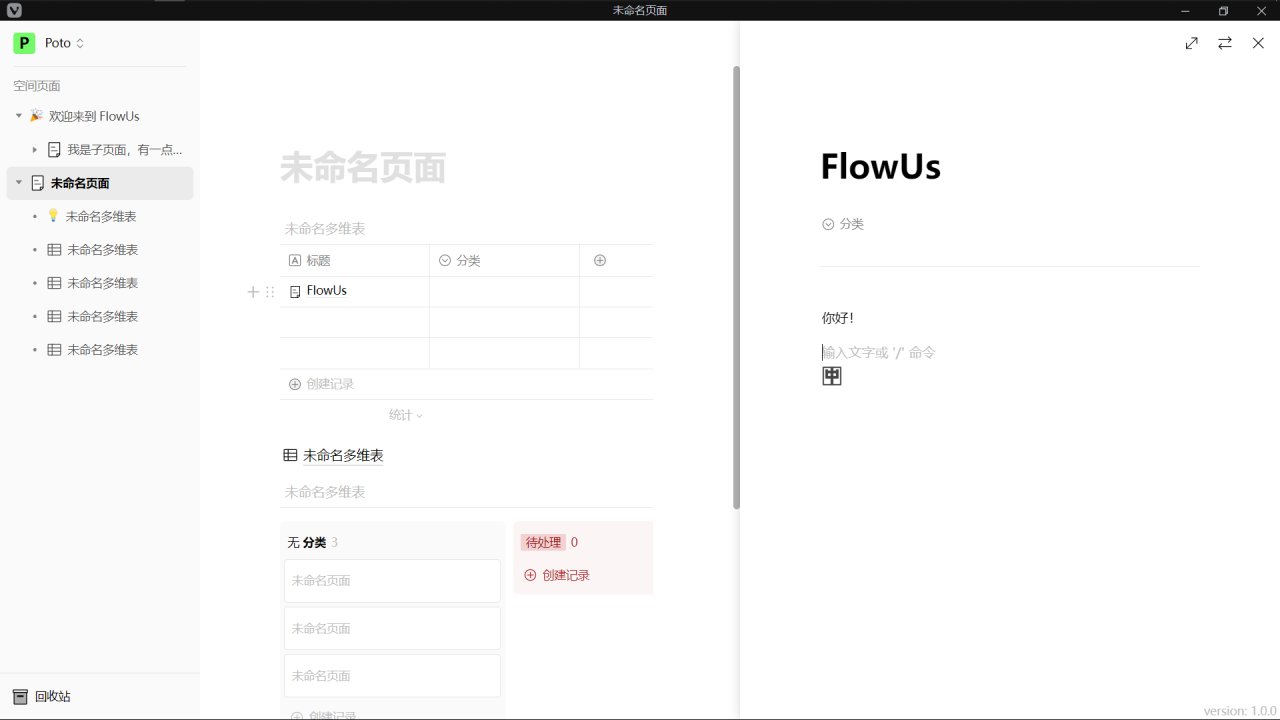 未命名页面
P Poto
空间页面
🎉 欢迎来到 FlowUs
我是子页面，有一点...
未命名页面
💡 未命名多维表
未命名多维表
未命名多维表
未命名多维表
未命名多维表
回收站
未命名页面
未命名多维表
标题 分类
FlowUs
创建记录
统计
未命名多维表
未命名多维表
无 分类 3
未命名页面
未命名页面
未命名页面
创建记录
待处理 0
创建记录
FlowUs
分类
你好！
输入文字或 '/' 命令
中
version: 1.0.0